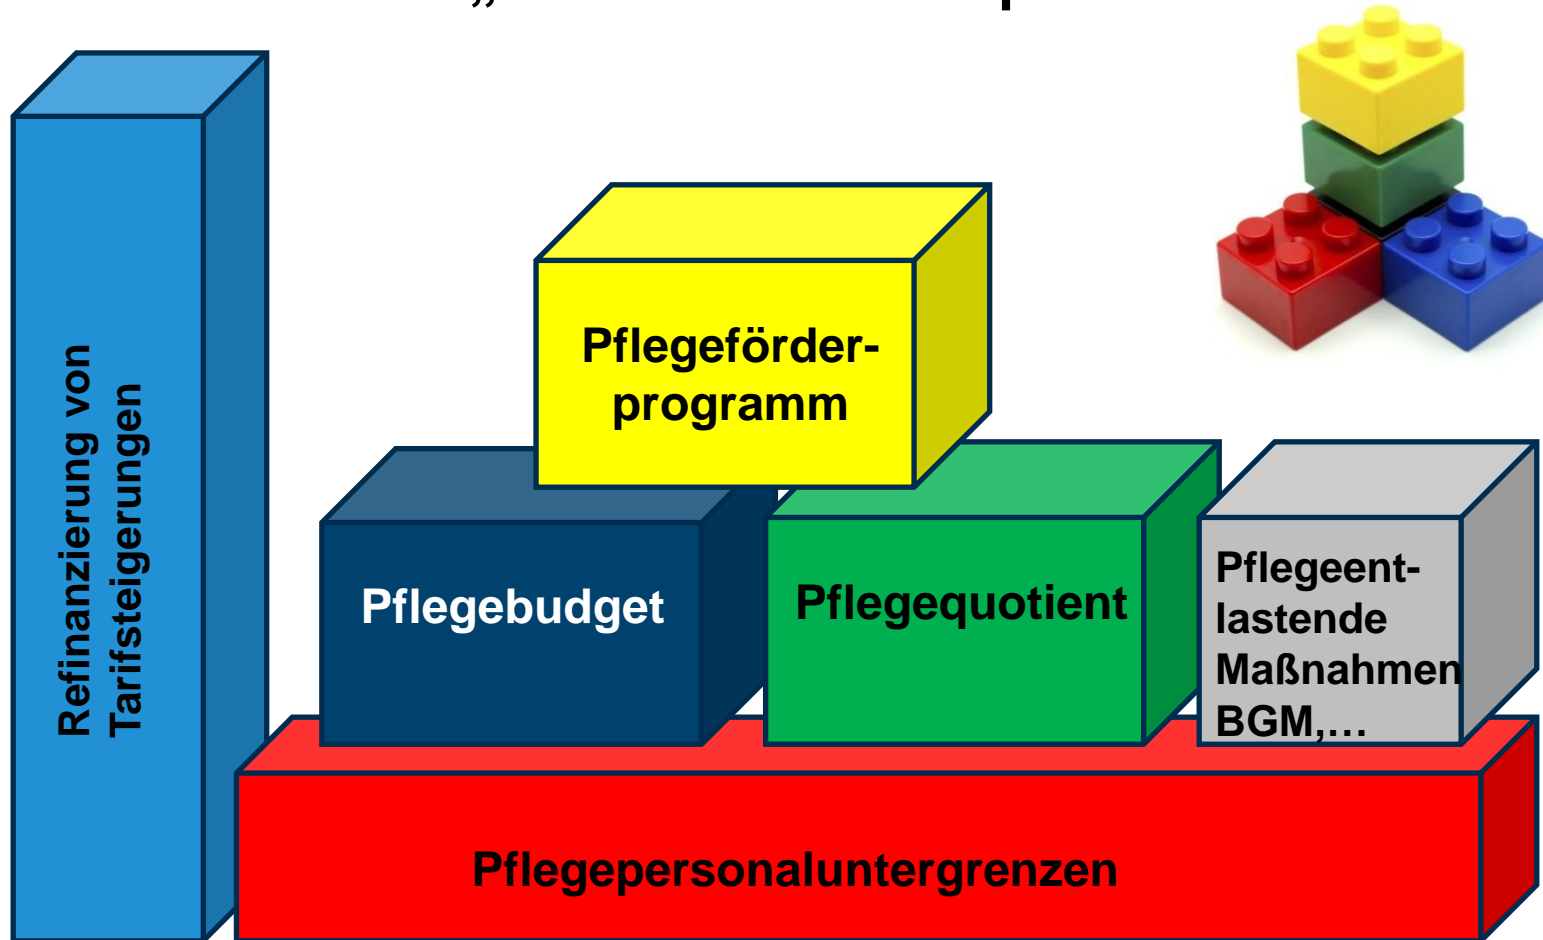 Refinanzierung von
Tarifsteigerungen
Pflegeförder-
programm
Pflegebudget
Pflegequotient
Pflegeent-
lastende
Maßnahmen
BGM,...
Pflegepersonaluntergrenzen